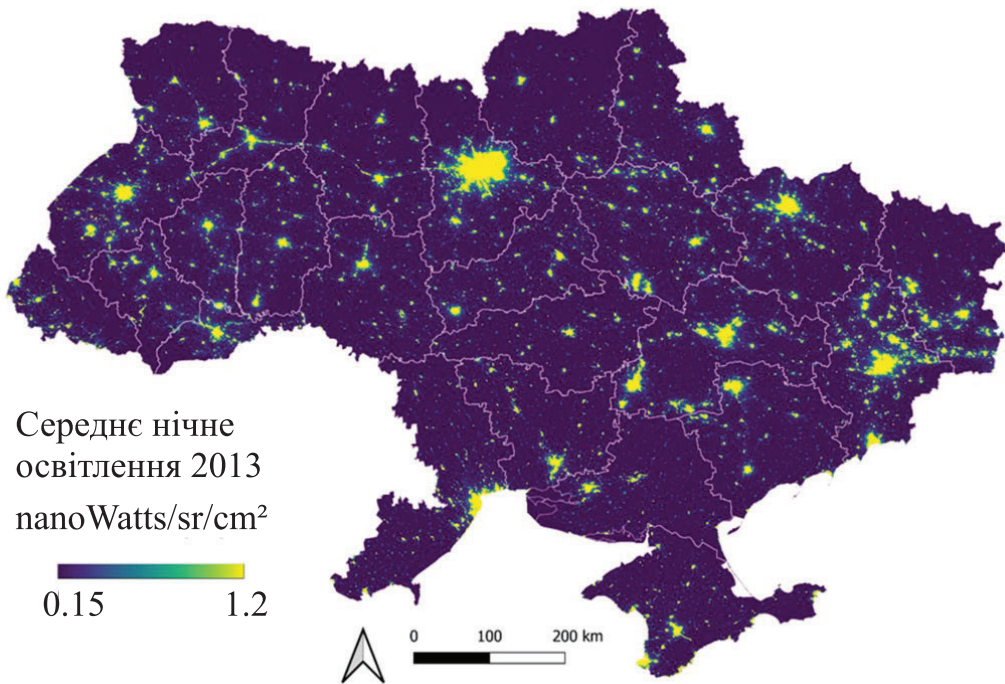 Середнє нічне
освітлення 2013
nanoWatts/sr/cm²
0.15 1.2
0 100 200 km